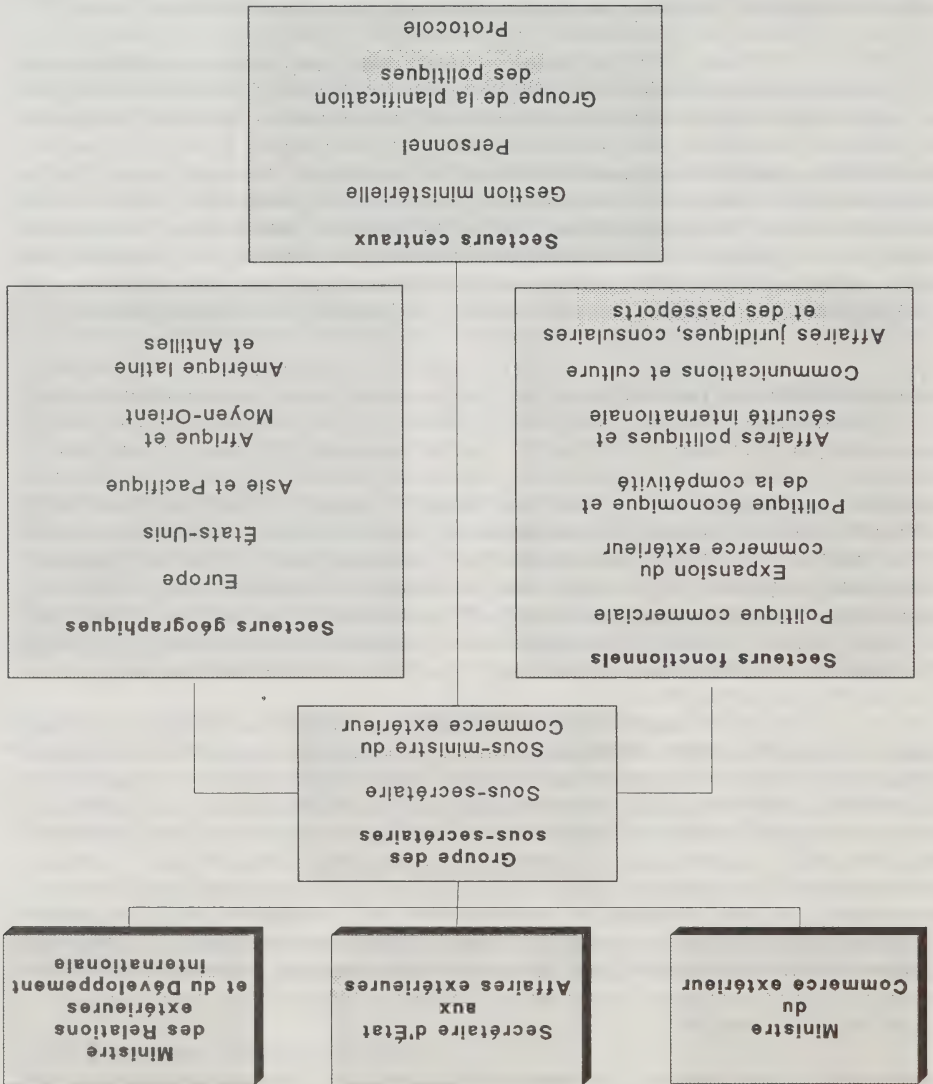 Ministre
du
Commerce extérieur
Secrétaire d'État
aux
Affaires extérieures
Ministre
des Relations
extérieures
et du Développement
internationale
Groupe des
sous-secrétaires
Sous-secrétaire
Sous-ministre du
Commerce extérieur
Secteurs fonctionnels
Politique commerciale
Expansion du
commerce extérieur
Politique économique et
de la compétitivité
Affaires politiques et
sécurité internationale
Communications et culture
Affaires juridiques, consulaires
et des passeports
Secteurs géographiques
Europe
États-Unis
Asie et Pacifique
Afrique et
Moyen-Orient
Amérique latine
et Antilles
Secteurs centraux
Gestion ministérielle
Personnel
Groupe de la planification
des politiques
Protocole